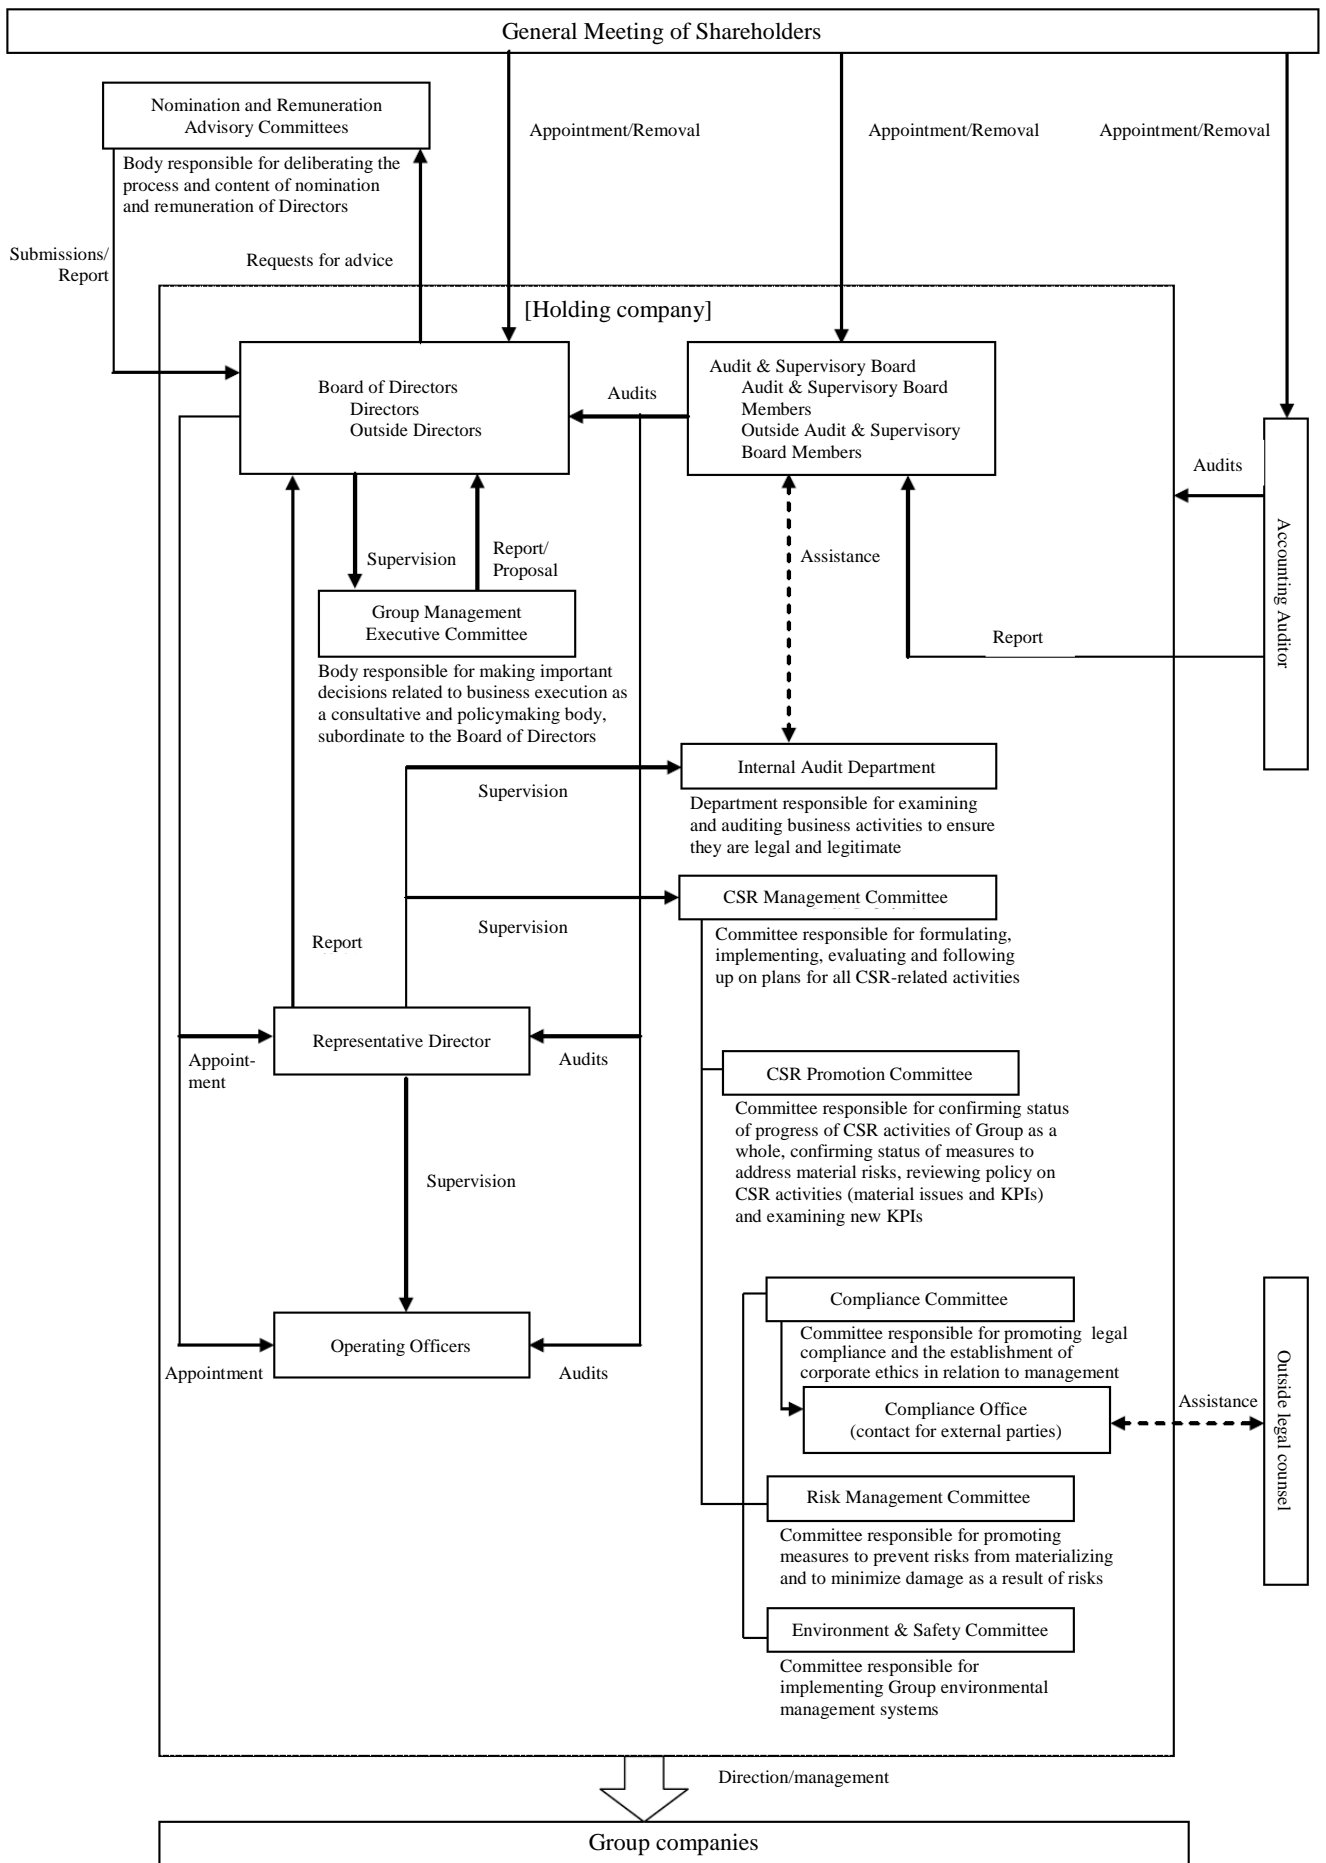 General Meeting of Shareholders
Nomination and Remuneration
Advisory Committees
Appointment/Removal
Appointment/Removal
Appointment/Removal
Body responsible for deliberating the
process and content of nomination
and remuneration of Directors
Submissions/
Report
Requests for advice
[Holding company]
Board of Directors
Directors
Outside Directors
Audits
Audit & Supervisory Board
Audit & Supervisory Board
Members
Outside Audit & Supervisory
Board Members
Audits
Accounting Auditor
Supervision
Report/
Proposal
Assistance
Group Management
Executive Committee
Report
Body responsible for making important
decisions related to business execution as
a consultative and policymaking body,
subordinate to the Board of Directors
Internal Audit Department
Supervision
Department responsible for examining
and auditing business activities to ensure
they are legal and legitimate
CSR Management Committee
Supervision
Committee responsible for formulating,
implementing, evaluating and following
up on plans for all CSR-related activities
Report
Representative Director
Appoint-
ment
Audits
CSR Promotion Committee
Committee responsible for confirming status
of progress of CSR activities of Group as a
whole, confirming status of measures to
address material risks, reviewing policy on
CSR activities (material issues and KPIs)
and examining new KPIs
Supervision
Compliance Committee
Committee responsible for promoting legal
compliance and the establishment of
corporate ethics in relation to management
Operating Officers
Appointment
Audits
Compliance Office
(contact for external parties)
Assistance
Outside legal counsel
Risk Management Committee
Committee responsible for promoting
measures to prevent risks from materializing
and to minimize damage as a result of risks
Environment & Safety Committee
Committee responsible for
implementing Group environmental
management systems
Direction/management
Group companies